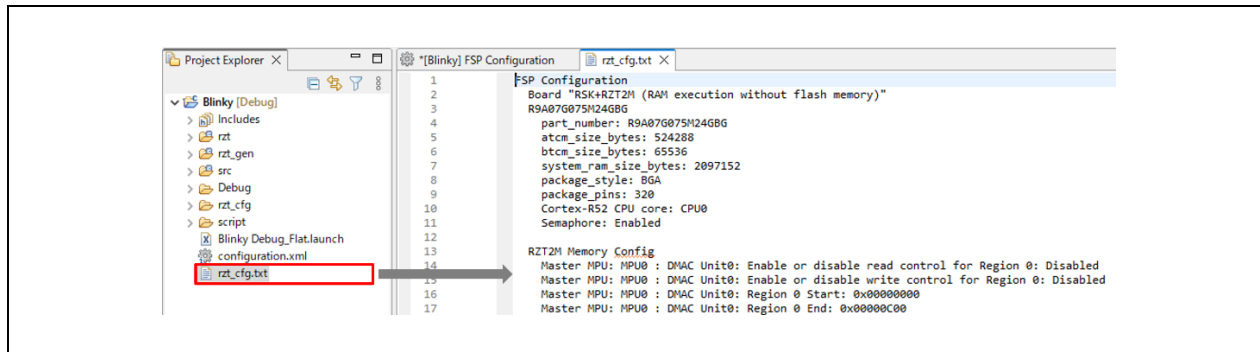 Project Explorer
Blinky [Debug]
Includes
rzt
rzt_gen
src
Debug
rzt_cfg
script
Blinky Debug_Flat.launch
configuration.xml
rzt_cfg.txt
*[Blinky] FSP Configuration
rzt_cfg.txt
1 FSP Configuration
2 Board "RSK+RZT2M (RAM execution without flash memory)"
3 R9A07G075M24GBG
4 part_number: R9A07G075M24GBG
5 atcm_size_bytes: 524288
6 btcm_size_bytes: 65536
7 system_ram_size_bytes: 2097152
8 package_style: BGA
9 package_pins: 320
10 Cortex-R52 CPU core: CPU0
11 Semaphore: Enabled
12
13 RZT2M Memory Config
14 Master MPU: MPU0 : DMAC Unit0: Enable or disable read control for Region 0: Disabled
15 Master MPU: MPU0 : DMAC Unit0: Enable or disable write control for Region 0: Disabled
16 Master MPU: MPU0 : DMAC Unit0: Region 0 Start: 0x00000000
17 Master MPU: MPU0 : DMAC Unit0: Region 0 End: 0x00000C00